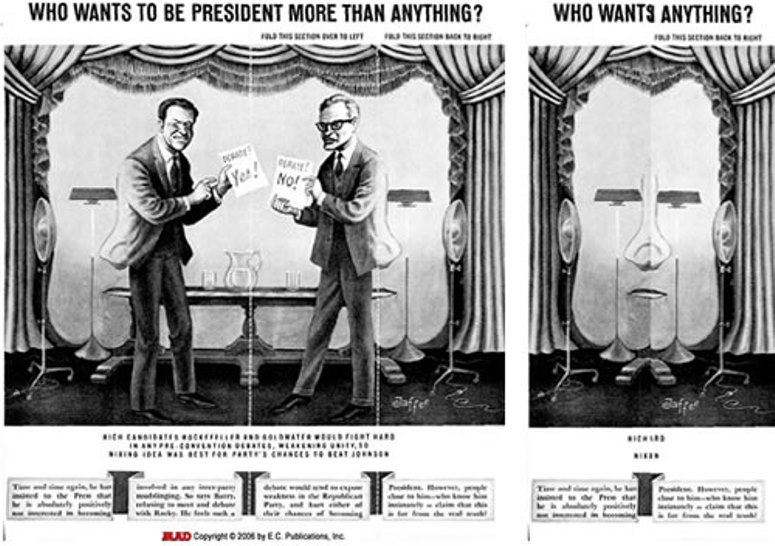 WHO WANTS TO BE PRESIDENT MORE THAN ANYTHING?
FOLD THIS SECTION OVER TO LEFT
FOLD THIS SECTION BACK TO RIGHT
DEBATE?
Yes!
DEBATE?
NO!
Jaffee
RICH CANDIDATES ROCKEFELLER AND GOLDWATER WOULD FIGHT HARD
IN ANY PRE-CONVENTION DEBATES, WEAKENING UNITY, SO
NIXING IDEA WAS BEST FOR PARTY'S CHANCES TO BEAT JOHNSON
Time and time again, he has
insisted to the Press that
he is absolutely positively
not interested in becoming
involved in any inter-party
mudslinging. So says Barry,
refusing to meet and debate
with Rocky. He feels such a
debate would tend to expose
weakness in the Republican
Party, and hurt either of
their chances of becoming
President. However, people
close to him—who know him
intimately—claim that this
is far from the real truth!
MAD Copyright © 2006 by E.C. Publications, Inc.
WHO WANTS ANYTHING?
FOLD THIS SECTION BACK TO RIGHT
Jaffee
RICHARD
NIXON
Time and time again, he has
insisted to the Press that
he is absolutely positively
not interested in becoming
President. However, people
close to him—who know him
intimately—claim that this
is far from the real truth!